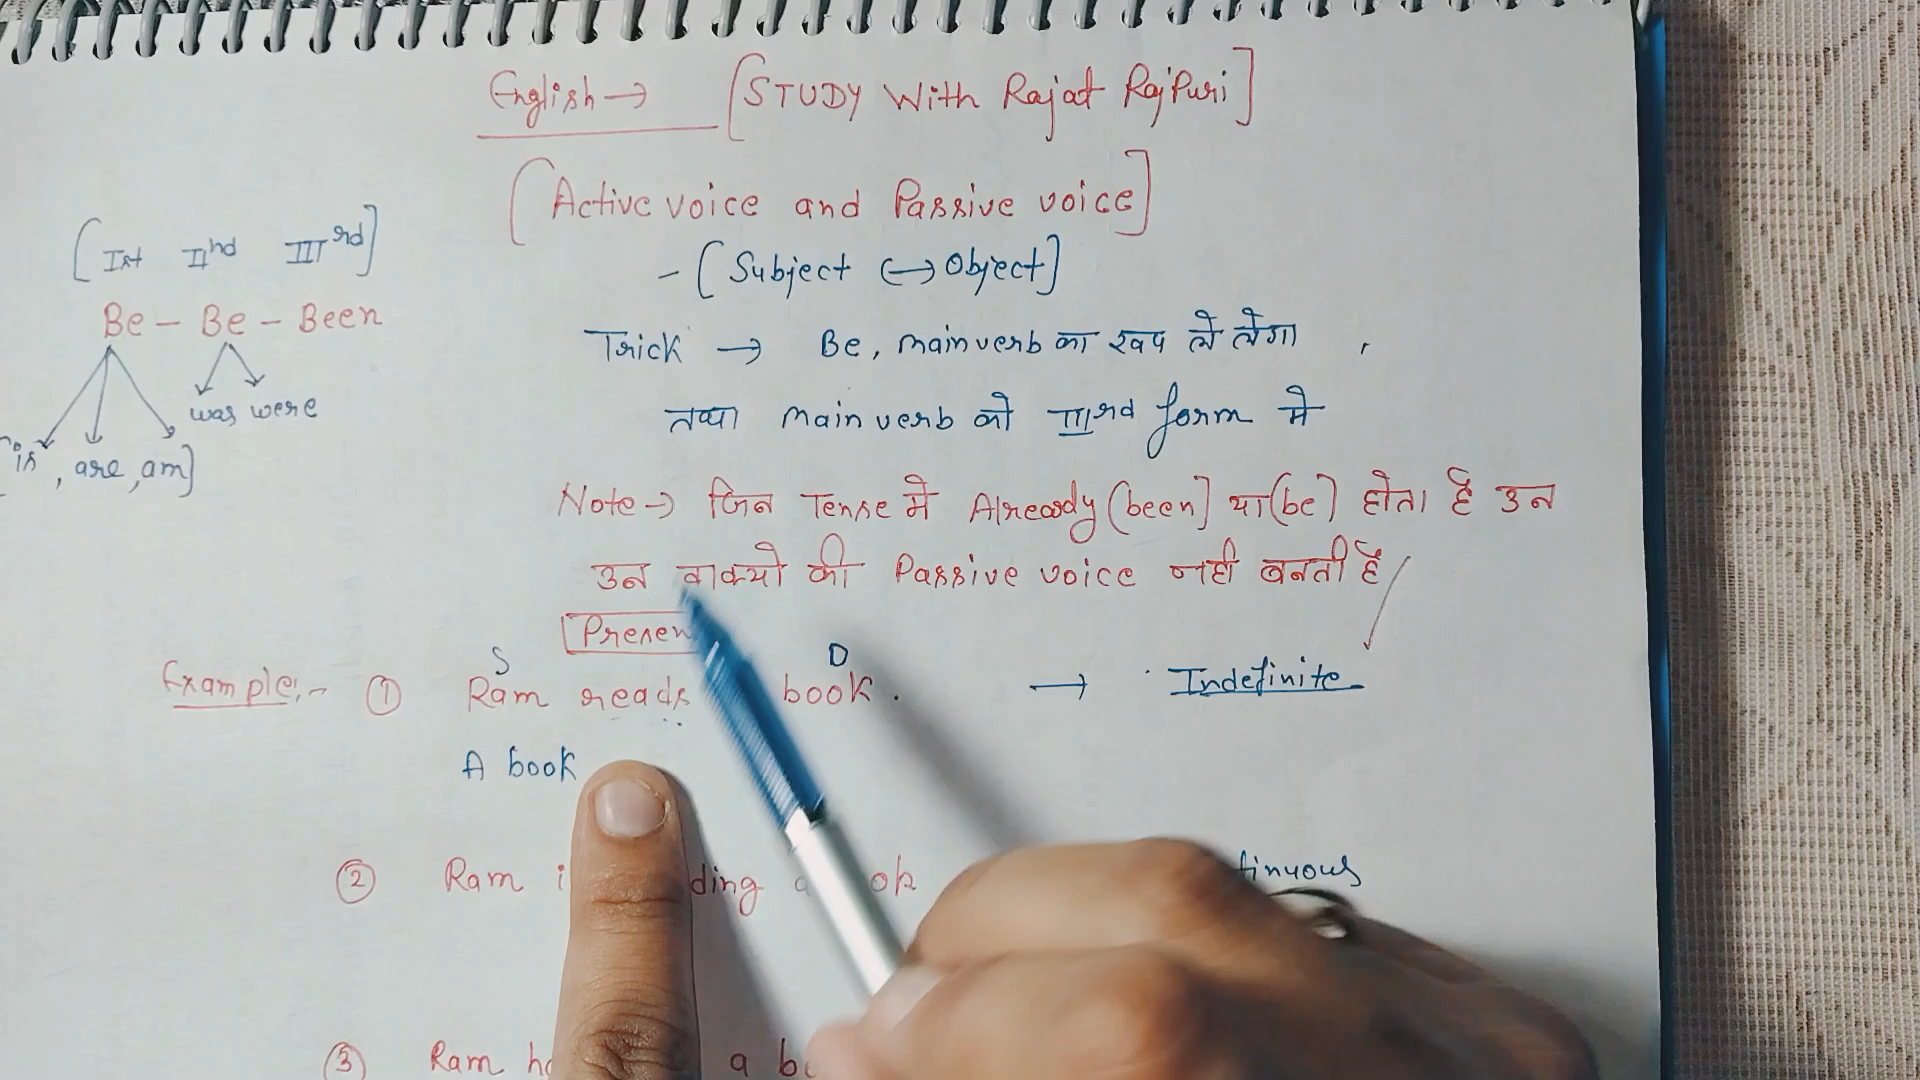 English → [STUDY With Rajat Rajpuri]
[Active voice and Passive voice]
- [Subject ↔ Object]
[Ist IInd IIIrd]
Be - Be - Been
was were
is, are, am]
Trick → Be, main verb का रूप ले लेगा
तथा main verb को IIIrd form मे
Note → जिन Tense मे Already (been] या (be] होता है उन
उन वाक्यो की Passive voice नही बनती है
S O
Example:- ① Ram reads book. → Indefinite
A book
② Ram
③ Ram a